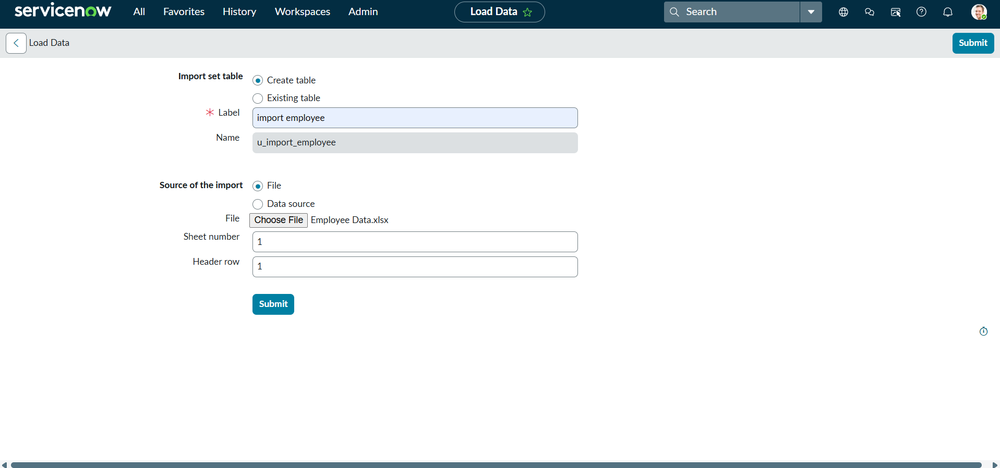 servicenow All Favorites History Workspaces Admin Load Data Search
Load Data Submit
Import set table Create table
Existing table
* Label import employee
Name u_import_employee
Source of the import File
Data source
File Choose File Employee Data.xlsx
Sheet number 1
Header row 1
Submit